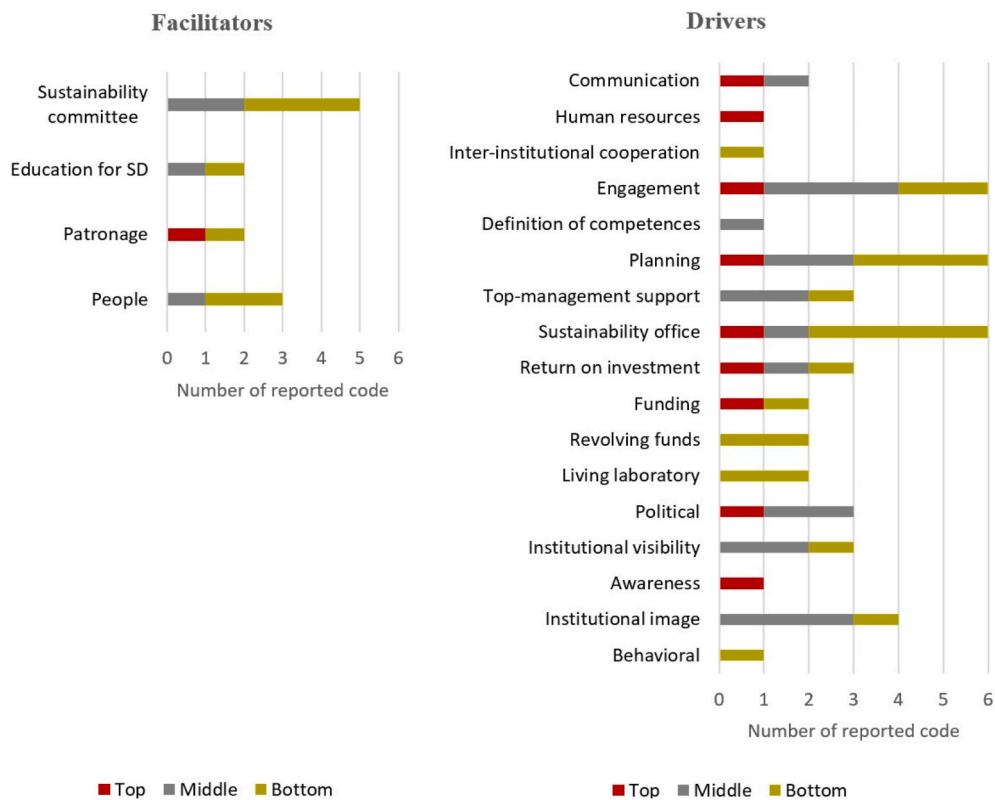 Facilitators
Sustainability
committee
Education for SD
Patronage
People
0 1 2 3 4 5 6
Number of reported code
Top Middle Bottom
Drivers
Communication
Human resources
Inter-institutional cooperation
Engagement
Definition of competences
Planning
Top-management support
Sustainability office
Return on investment
Funding
Revolving funds
Living laboratory
Political
Institutional visibility
Awareness
Institutional image
Behavioral
0 1 2 3 4 5 6
Number of reported code
Top Middle Bottom